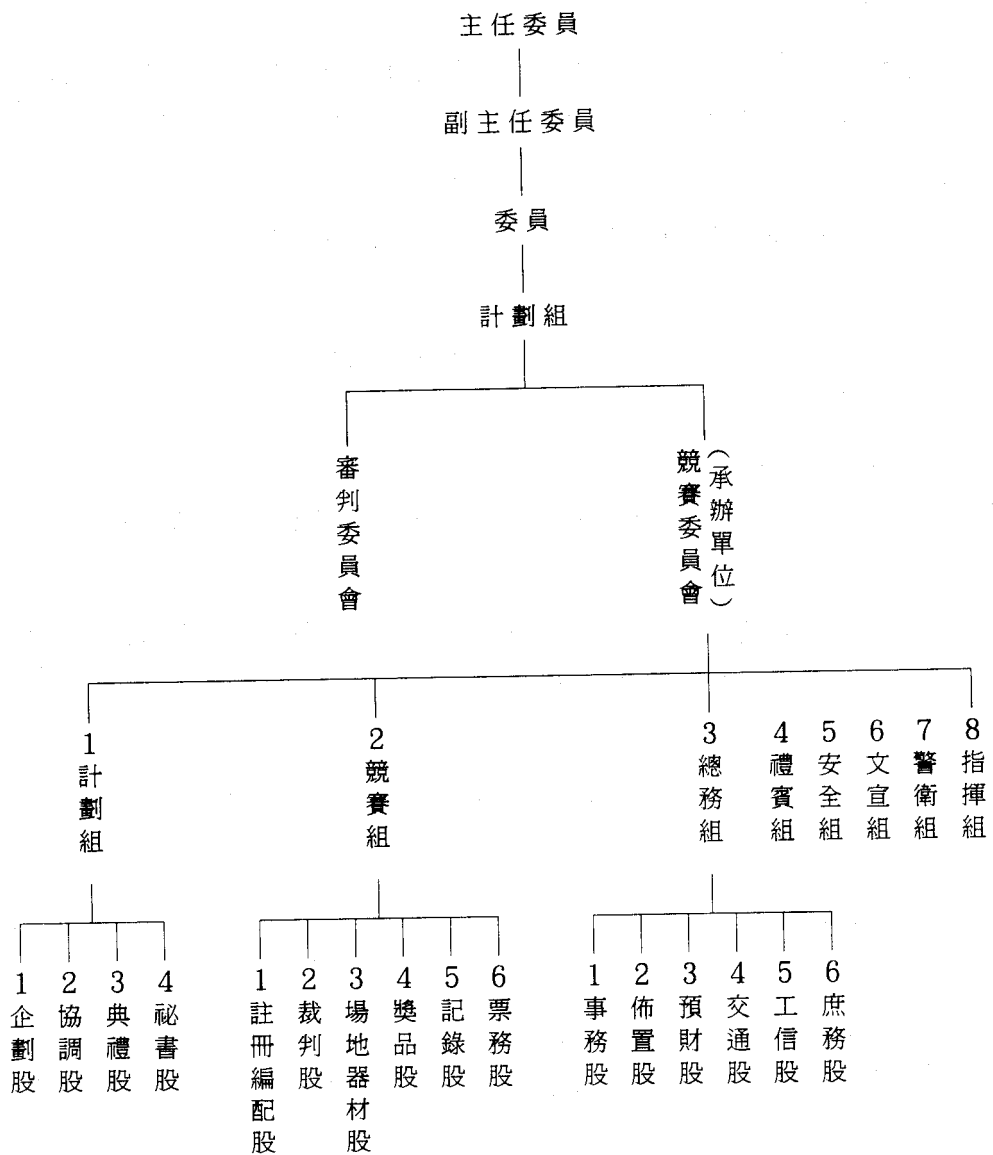 主任委員
副主任委員
委員
計劃組
審判委員會
競賽委員會
（承辦單位）
1計劃組
2競賽組
3總務組
4禮賓組
5安全組
6文宣組
7警衛組
8指揮組
1企劃股
2協調股
3典禮股
4祕書股
1註冊編配股
2裁判股
3場地器材股
4獎品股
5記錄股
6票務股
1事務股
2佈置股
3預財股
4交通股
5工信股
6庶務股